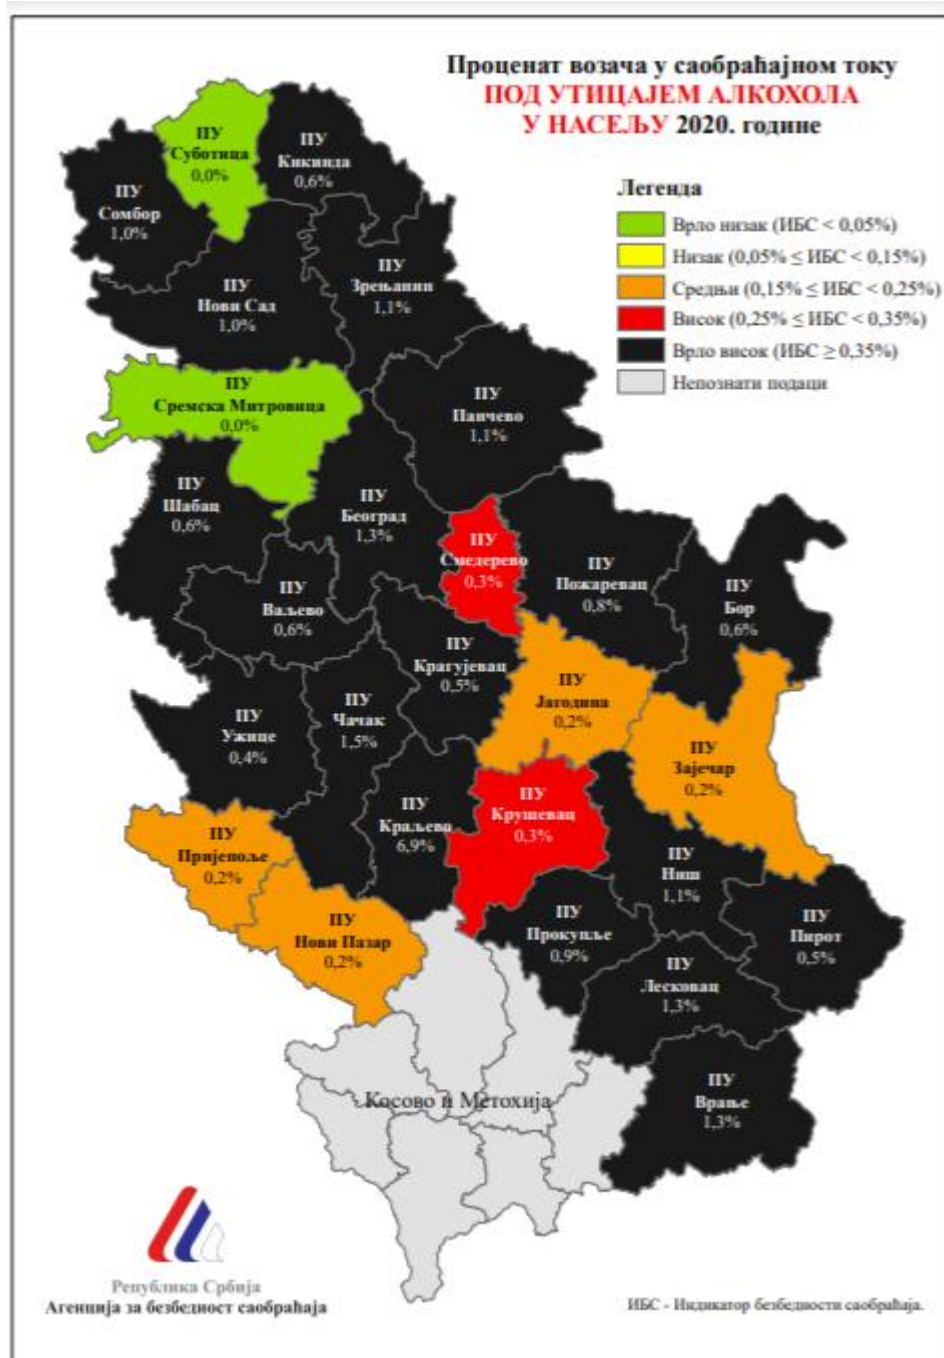 Проценат возача у саобраћајном току
ПОД УТИЦАЈЕМ АЛКОХОЛА
У НАСЕЉУ 2020. године
Легенда
Врло низак (ИБС < 0,05%)
Низак (0,05% ≤ ИБС < 0,15%)
Средњи (0,15% ≤ ИБС < 0,25%)
Висок (0,25% ≤ ИБС < 0,35%)
Врло висок (ИБС ≥ 0,35%)
Непознати подаци
ПУ
Суботица
0,0%
ПУ
Кикинда
0,6%
ПУ
Сомбор
1,0%
ПУ
Нови Сад
1,0%
ПУ
Зрењанин
1,1%
ПУ
Сремска Митровица
0,0%
ПУ
Панчево
1,1%
ПУ
Шабац
0,6%
ПУ
Београд
1,3%
ПУ
Смедерево
0,3%
ПУ
Пожаревац
0,8%
ПУ
Бор
0,6%
ПУ
Ваљево
0,6%
ПУ
Крагујевац
0,5%
ПУ
Јагодина
0,2%
ПУ
Ужице
0,4%
ПУ
Чачак
1,5%
ПУ
Зајечар
0,2%
ПУ
Краљево
6,9%
ПУ
Крушевац
0,3%
ПУ
Пријепоље
0,2%
ПУ
Ниш
1,1%
ПУ
Нови Пазар
0,2%
ПУ
Прокупље
0,9%
ПУ
Пирот
0,5%
ПУ
Лесковац
1,3%
ПУ
Врање
1,3%
Косово и Метохија
Република Србија
Агенција за безбедност саобраћаја
ИБС - Индикатор безбедности саобраћаја.